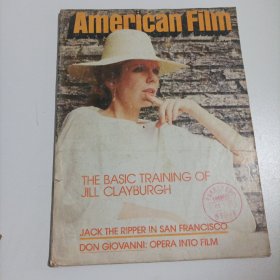 American Film
THE BASIC TRAINING OF
JILL CLAYBURGH
JACK THE RIPPER IN SAN FRANCISCO
DON GIOVANNI: OPERA INTO FILM